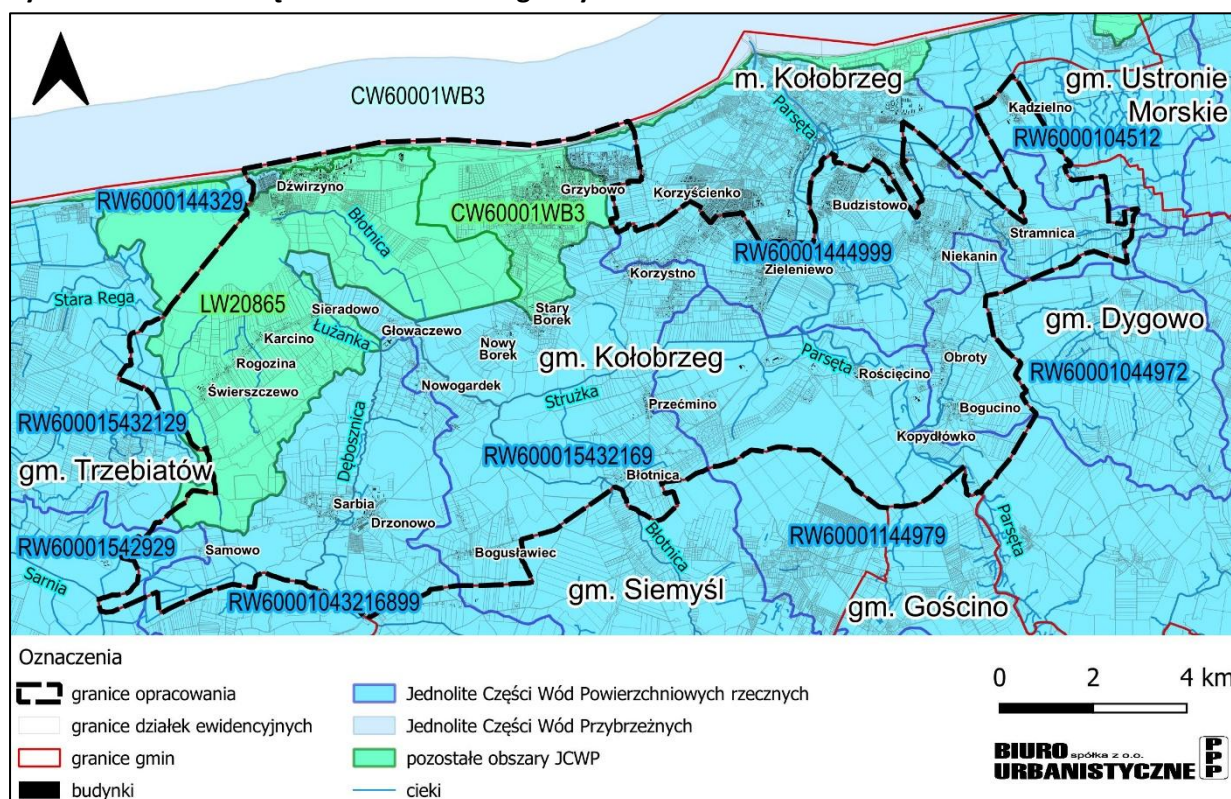 CW60001WB3
m. Kołobrzeg
gm. Ustronie
Morskie
Kądzielno
RW6000104512
Parsęta
RW6000144329
Dźwirzyno
Grzybowo
CW60001WB3
Korzyścienko
Budzistowo
Błotnica
Stramnica
RW60001444999
Niekanin
Korzystno
Zieleniewo
Stara Rega
LW20865
Sieradowo
Stary
Borek
Łużanka
Głowaczewo
Karcino
Nowy
Borek
gm. Kołobrzeg
gm. Dygowo
Rogozina
Obroty
Parsęta
Rościęcino
RW60001044972
Świerszczewo
Nowogardek
Strużka
Przećmino
Bogucino
Kopydłówko
RW600015432129
Dębosznica
RW600015432169
Błotnica
gm. Trzebiatów
Sarbia
Drzonowo
Parsęta
RW60001542929
Samowo
Bogusławiec
Błotnica
RW60001144979
Sarnia
RW60001043216899
gm. Siemyśl
gm. Gościno
Oznaczenia
granice opracowania
granice działek ewidencyjnych
granice gmin
budynki
Jednolite Części Wód Powierzchniowych rzecznych
Jednolite Części Wód Przybrzeżnych
pozostałe obszary JCWP
cieki
0 2 4 km
BIURO spółka z o.o.
URBANISTYCZNE
PPP